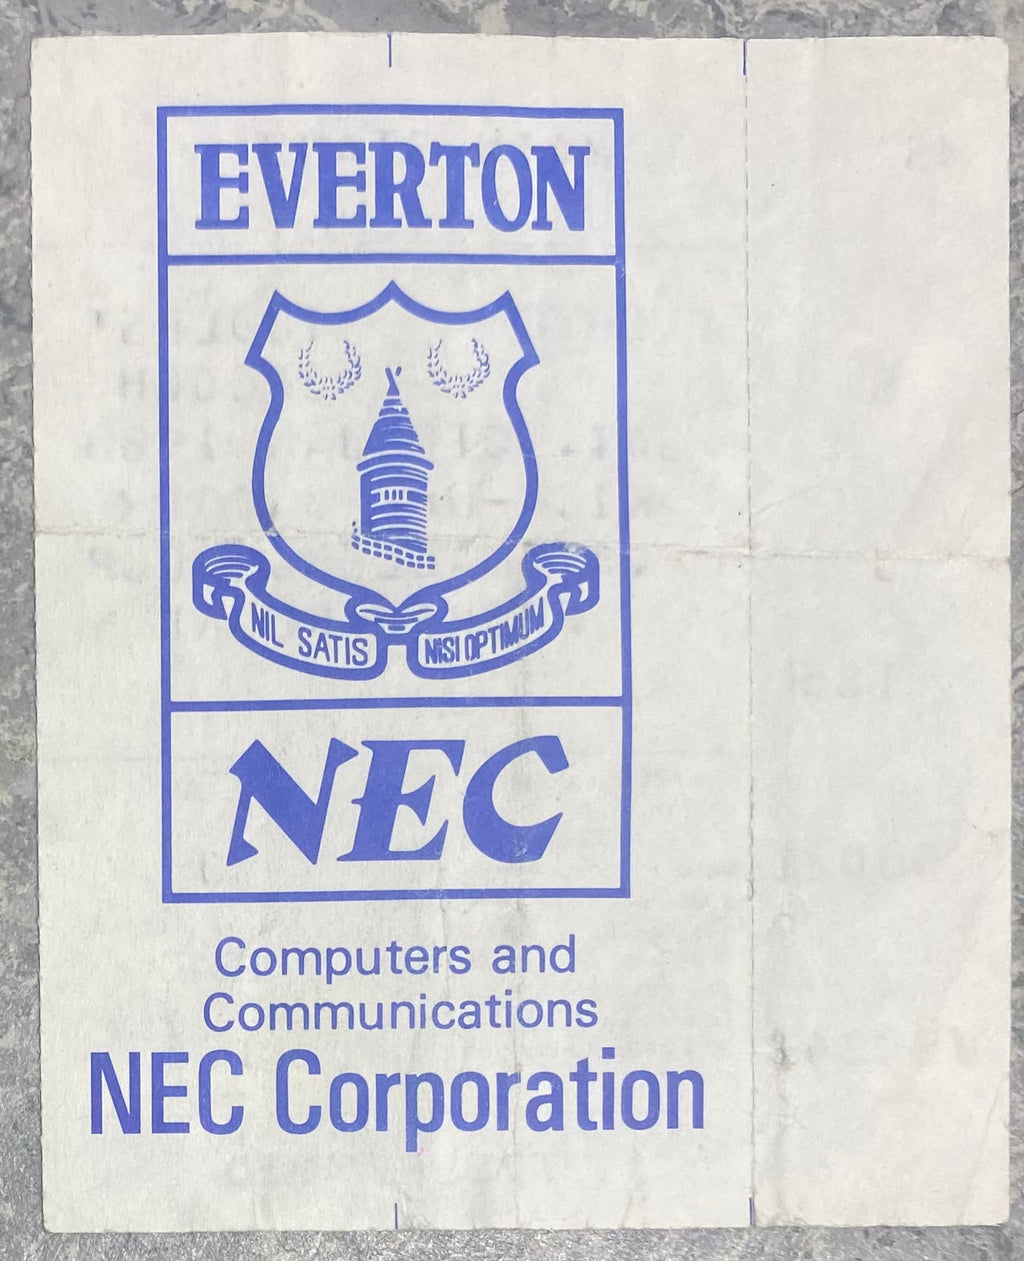 EVERTON
NIL SATIS NISI OPTIMUM
NEC
Computers and
Communications
NEC Corporation